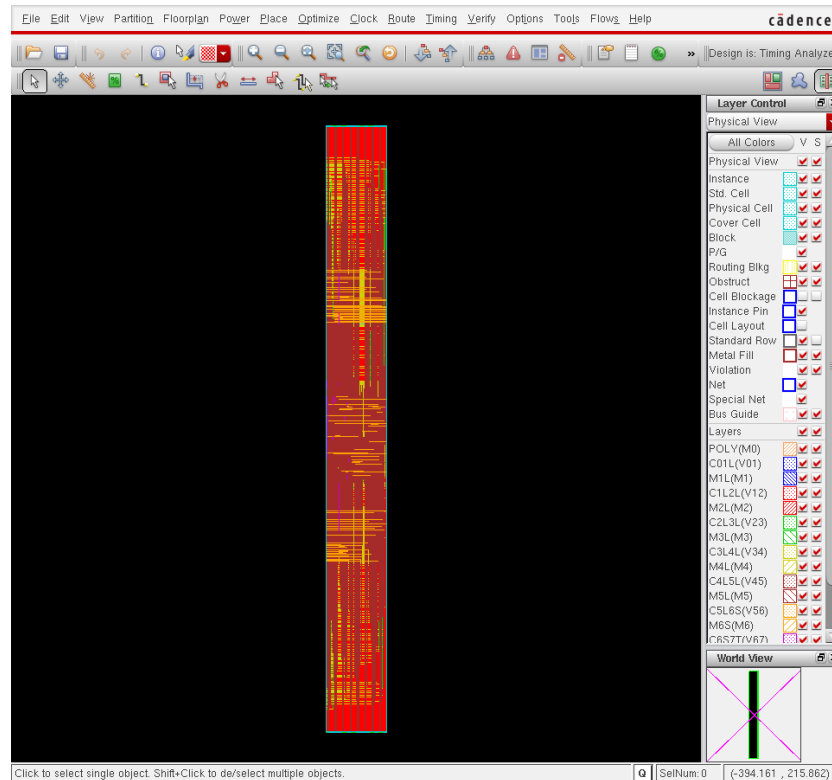 File Edit View Partition Floorplan Power Place Optimize Clock Route Timing Verify Options Tools Flows Help cādence
» Design is: Timing Analyze
Layer Control
Physical View
All Colors V S
Physical View
Instance
Std. Cell
Physical Cell
Cover Cell
Block
P/G
Routing Blkg
Obstruct
Cell Blockage
Instance Pin
Cell Layout
Standard Row
Metal Fill
Violation
Net
Special Net
Bus Guide
Layers
POLY(M0)
C01L(V01)
M1L(M1)
C1L2L(V12)
M2L(M2)
C2L3L(V23)
M3L(M3)
C3L4L(V34)
M4L(M4)
C4L5L(V45)
M5L(M5)
C5L6S(V56)
M6S(M6)
C6S7T(V67)
World View
Click to select single object. Shift+Click to de/select multiple objects. Q SelNum: 0 (-394.161 , 215.862)